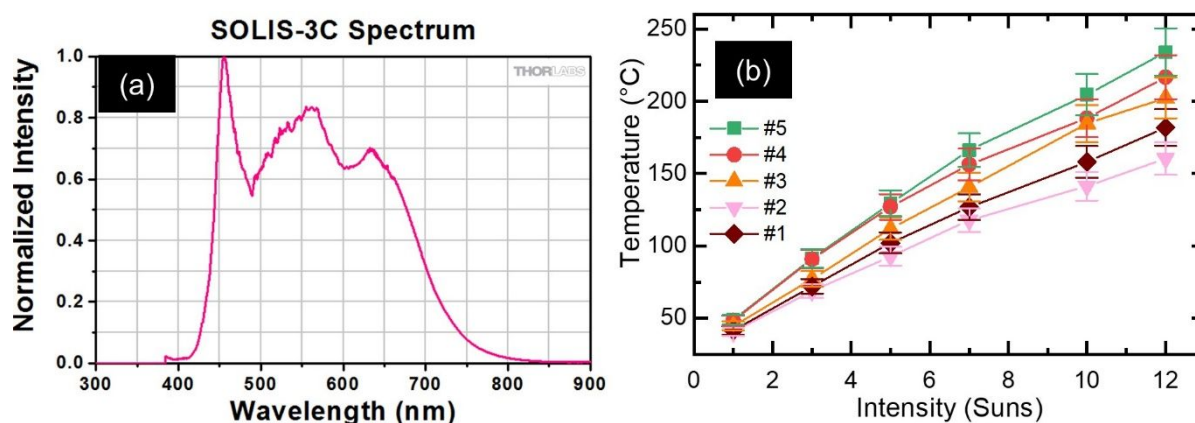 SOLIS-3C Spectrum
(a)
THORLABS
Normalized Intensity
1.0
0.8
0.6
0.4
0.2
0.0
300 400 500 600 700 800 900
Wavelength (nm)
(b)
Temperature (°C)
250
200
150
100
50
#5
#4
#3
#2
#1
0 2 4 6 8 10 12
Intensity (Suns)